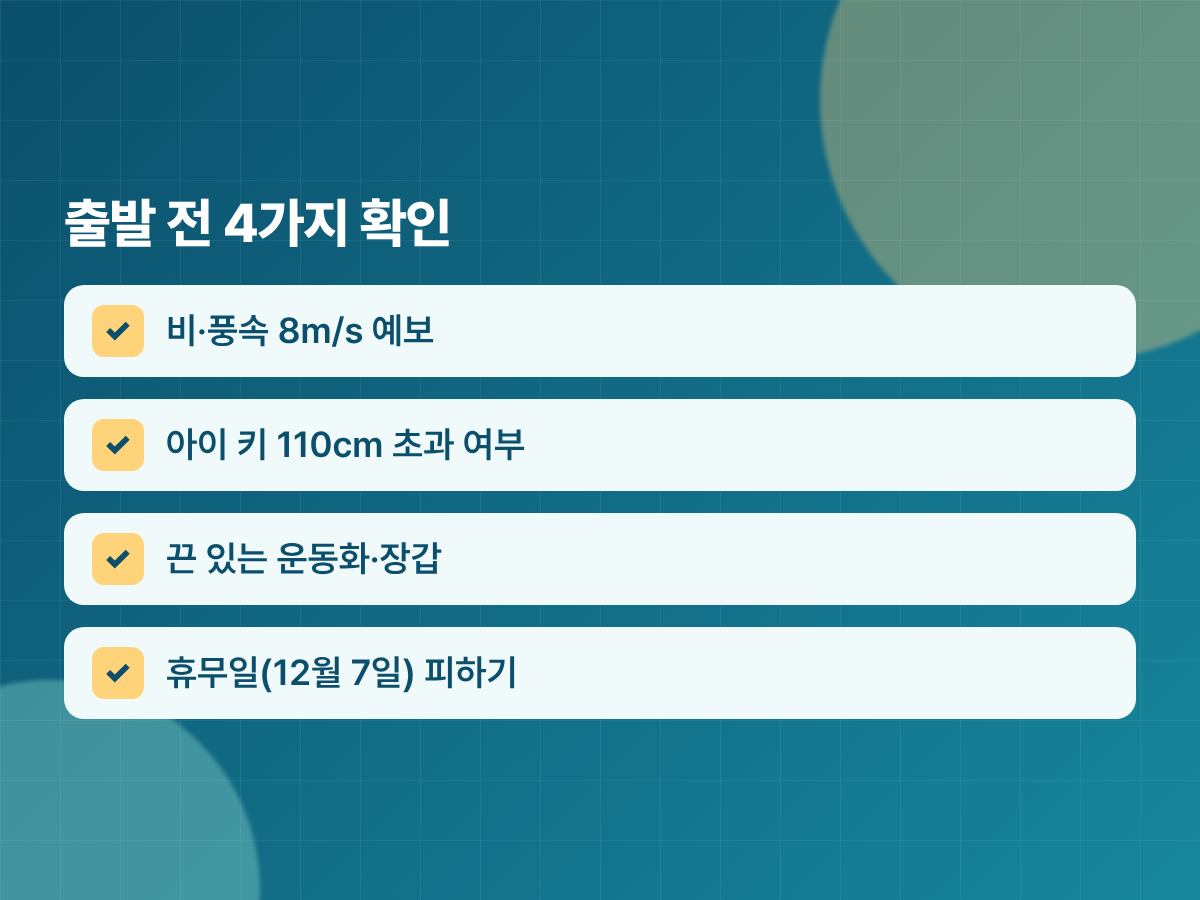 출발 전 4가지 확인
비·풍속 8m/s 예보
아이 키 110cm 초과 여부
끈 있는 운동화·장갑
휴무일(12월 7일) 피하기